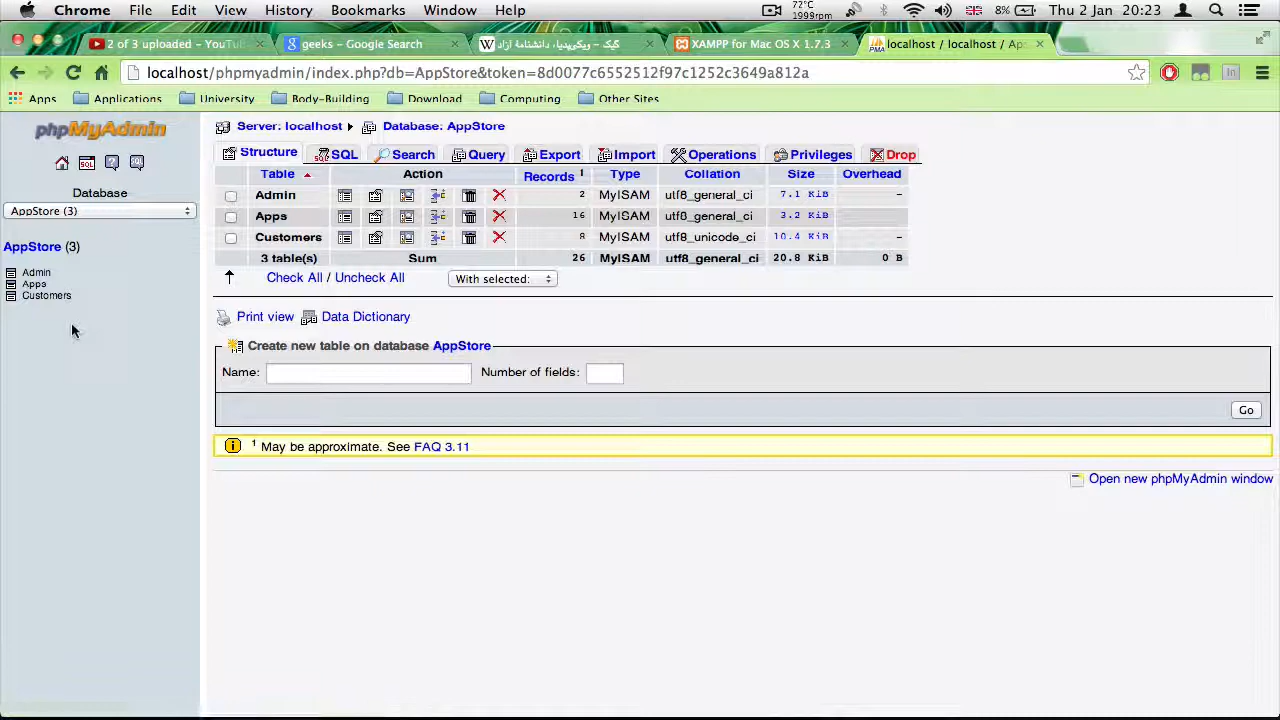 Chrome File Edit View History Bookmarks Window Help 72°C 1998rpm 8% Thu 2 Jan 20:23
2 of 3 uploaded - YouTu geeks - Google Search گیک - ویکی‌پدیا، دانشنامهٔ آزاد XAMPP for Mac OS X 1.7.3 localhost / localhost / Ap
localhost/phpmyadmin/index.php?db=AppStore&token=8d0077c6552512f97c1252c3649a812a
Apps Applications University Body-Building Download Computing Other Sites
phpMyAdmin
Database
AppStore (3)
AppStore (3)
Admin
Apps
Customers
Server: localhost Database: AppStore
Structure SQL Search Query Export Import Operations Privileges Drop
Table Action Records 1 Type Collation Size Overhead
Admin 2 MyISAM utf8_general_ci 7.1 KiB -
Apps 16 MyISAM utf8_general_ci 3.2 KiB
Customers 8 MyISAM utf8_unicode_ci 10.4 KiB -
3 table(s) Sum 26 MyISAM utf8_general_ci 20.8 KiB 0 B
Check All / Uncheck All With selected:
Print view Data Dictionary
Create new table on database AppStore
Name: Number of fields:
Go
1 May be approximate. See FAQ 3.11
Open new phpMyAdmin window